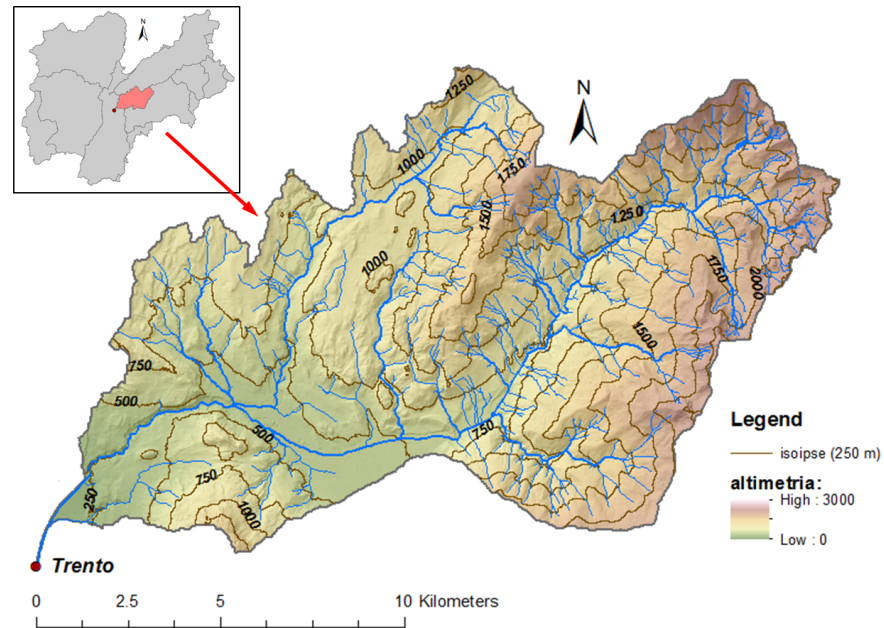 N
N
1250
1000
1750
1500
1250
1000
1750
2000
1500
750
500
500
750
750
250
1000
Trento
Legend
isoipse (250 m)
altimetria:
High : 3000
Low : 0
0 2.5 5 10 Kilometers